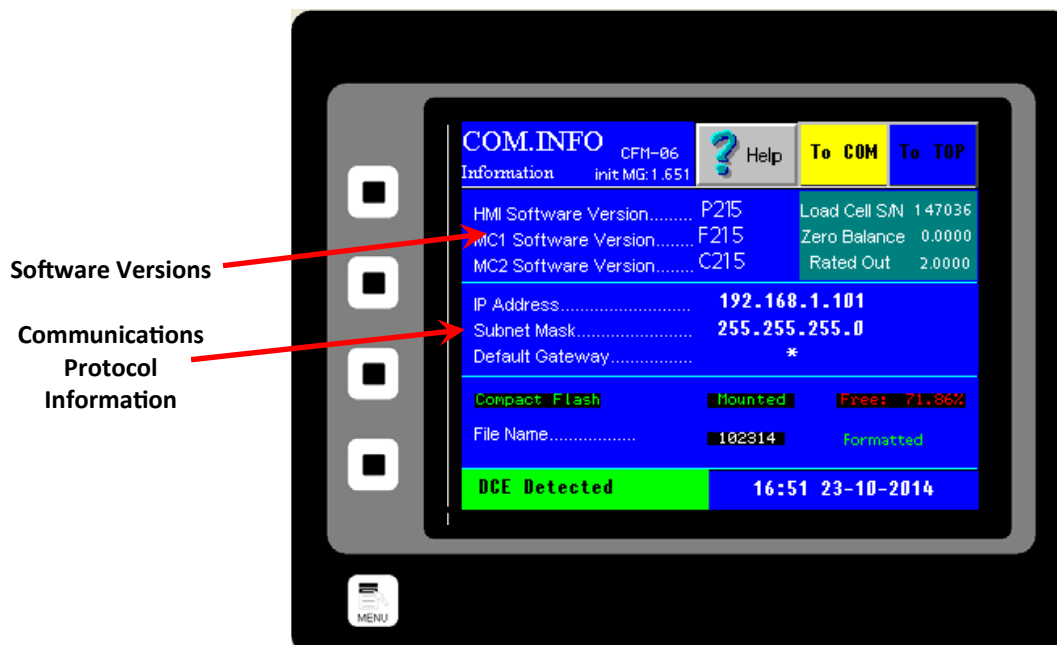 COM.INFO CFM-06 Help To COM To TOP
Information init MG:1.651
HMI Software Version......... P215 Load Cell S/N 147036
MC1 Software Version........ F215 Zero Balance 0.0000
MC2 Software Version........ C215 Rated Out 2.0000
Software Versions
IP Address........................... 192.168.1.101
Subnet Mask........................ 255.255.255.0
Default Gateway................. *
Communications
Protocol
Information
Compact Flash Mounted Free: 71.86%
File Name.................. 102314 Formatted
DCE Detected 16:51 23-10-2014
MENU